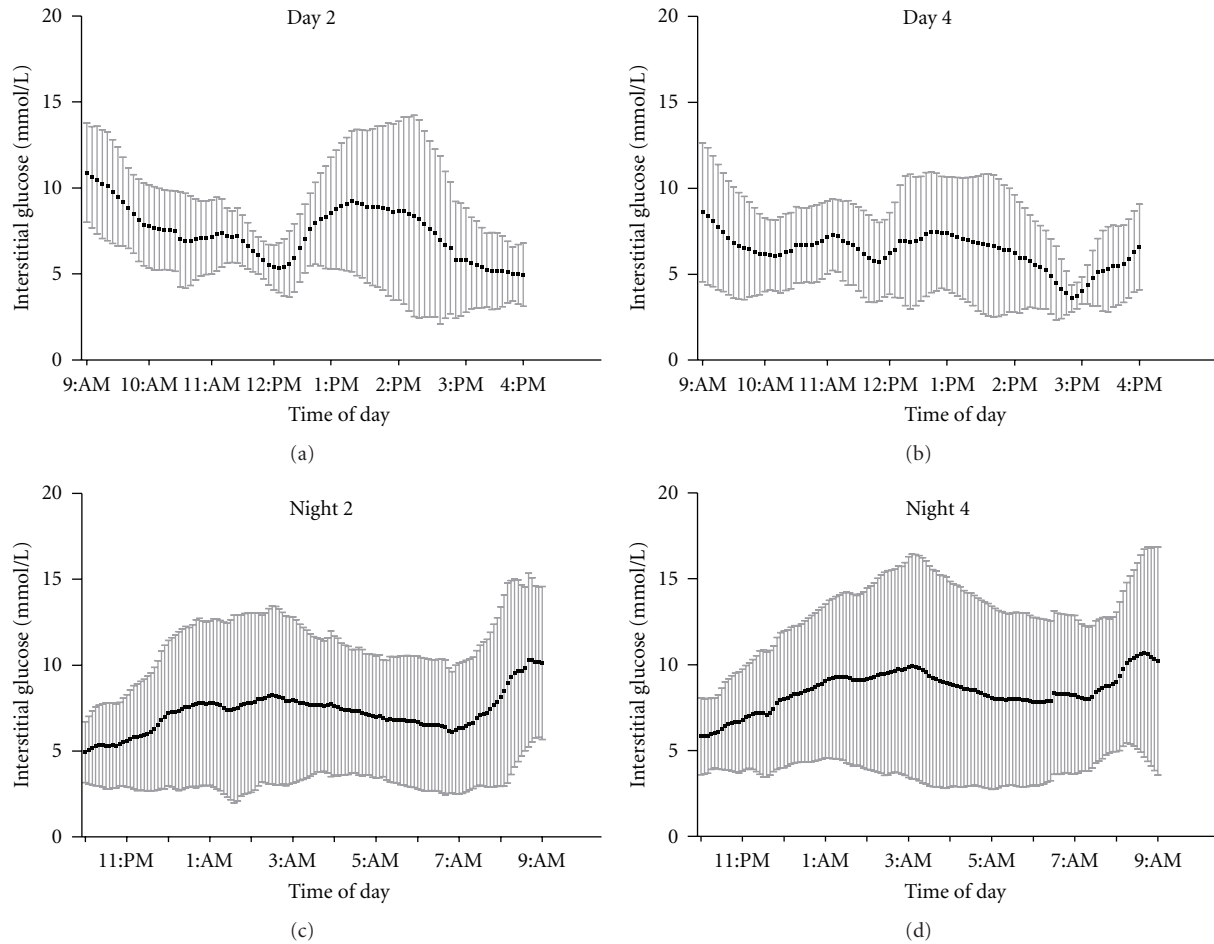 Day 2
20
15
10
5
0
Interstitial glucose (mmol/L)
9:AM 10:AM 11:AM 12:PM 1:PM 2:PM 3:PM 4:PM
Time of day
(a)
Day 4
20
15
10
5
0
Interstitial glucose (mmol/L)
9:AM 10:AM 11:AM 12:PM 1:PM 2:PM 3:PM 4:PM
Time of day
(b)
Night 2
20
15
10
5
0
Interstitial glucose (mmol/L)
11:PM 1:AM 3:AM 5:AM 7:AM 9:AM
Time of day
(c)
Night 4
20
15
10
5
0
Interstitial glucose (mmol/L)
11:PM 1:AM 3:AM 5:AM 7:AM 9:AM
Time of day
(d)